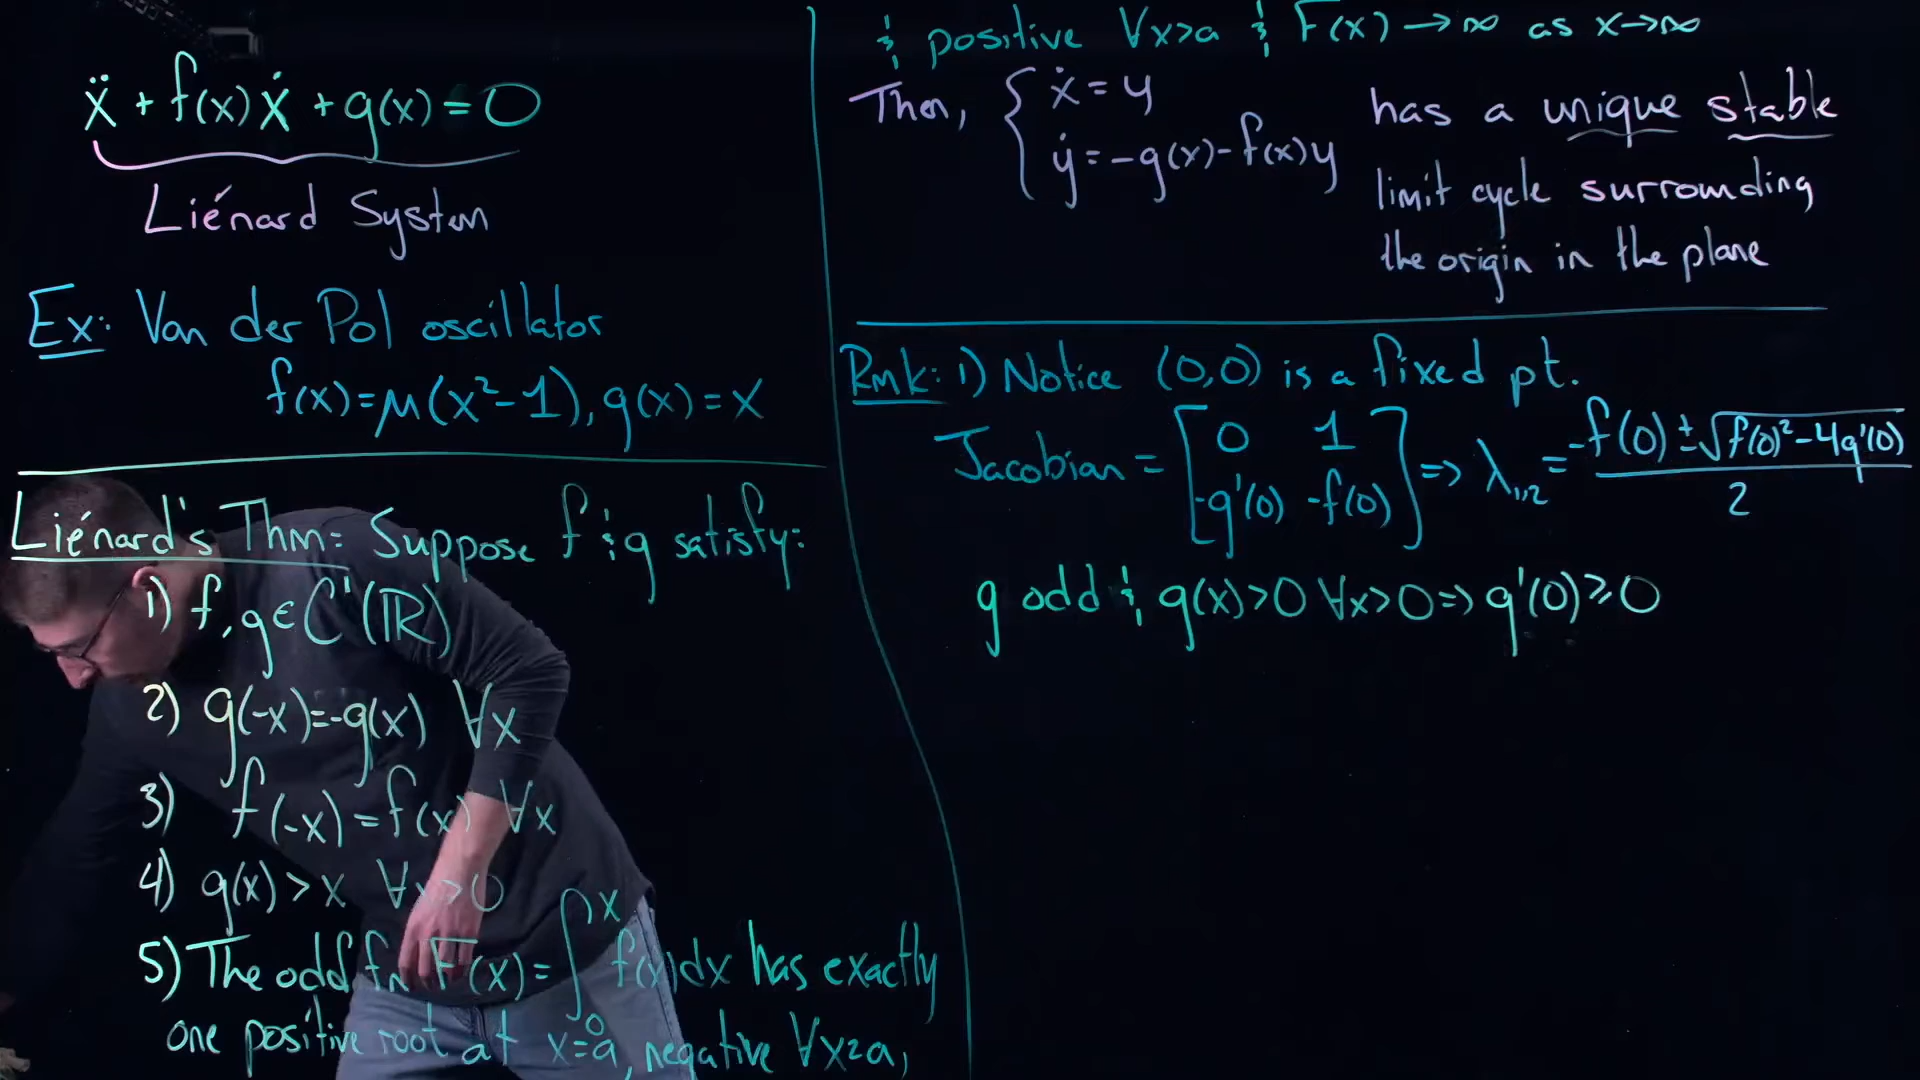 ẍ + f(x)ẋ + g(x) = 0
Liénard System
Ex: Van der Pol oscillator
f(x) = μ(x² - 1), g(x) = x
Liénard's Thm: Suppose f & g satisfy:
1) f, g ∈ C¹(ℝ)
2) g(-x) = -g(x) ∀x
3) f(-x) = f(x) ∀x
4) g(x) > x ∀x > 0
5) The odd fn F(x) = ∫₀ˣ f(x)dx has exactly
one positive root at x = a, negative ∀x<a,
& positive ∀x>a & F(x) → ∞ as x → ∞
Then, { ẋ = y
ẏ = -g(x) - f(x)y
has a unique stable
limit cycle surrounding
the origin in the plane
Rmk: 1) Notice (0,0) is a fixed pt.
Jacobian = [0 1; -g'(0) -f(0)] => λ₁,₂ = (-f(0) ± √(f(0)² - 4g'(0))) / 2
g odd & g(x) > 0 ∀x > 0 => g'(0) ≥ 0